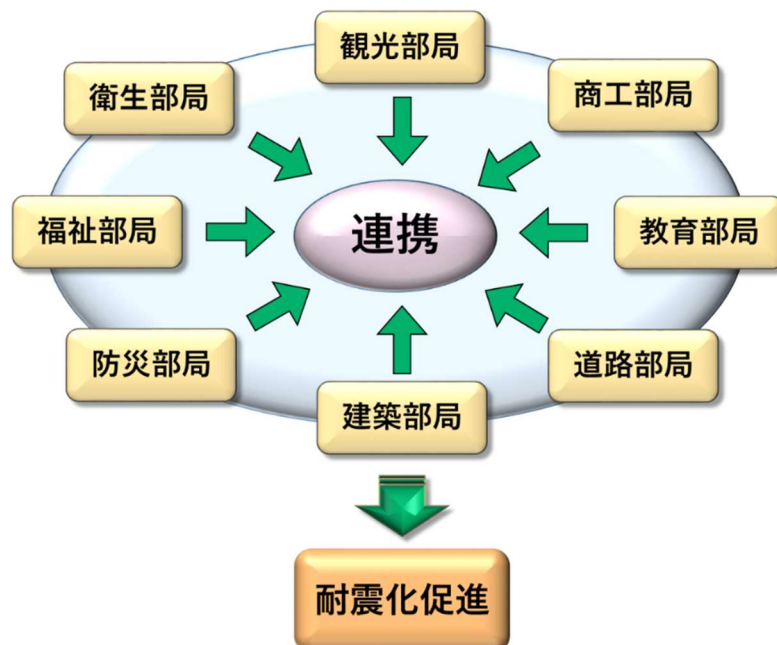 観光部局
衛生部局
商工部局
福祉部局
連携
教育部局
防災部局
道路部局
建築部局
耐震化促進